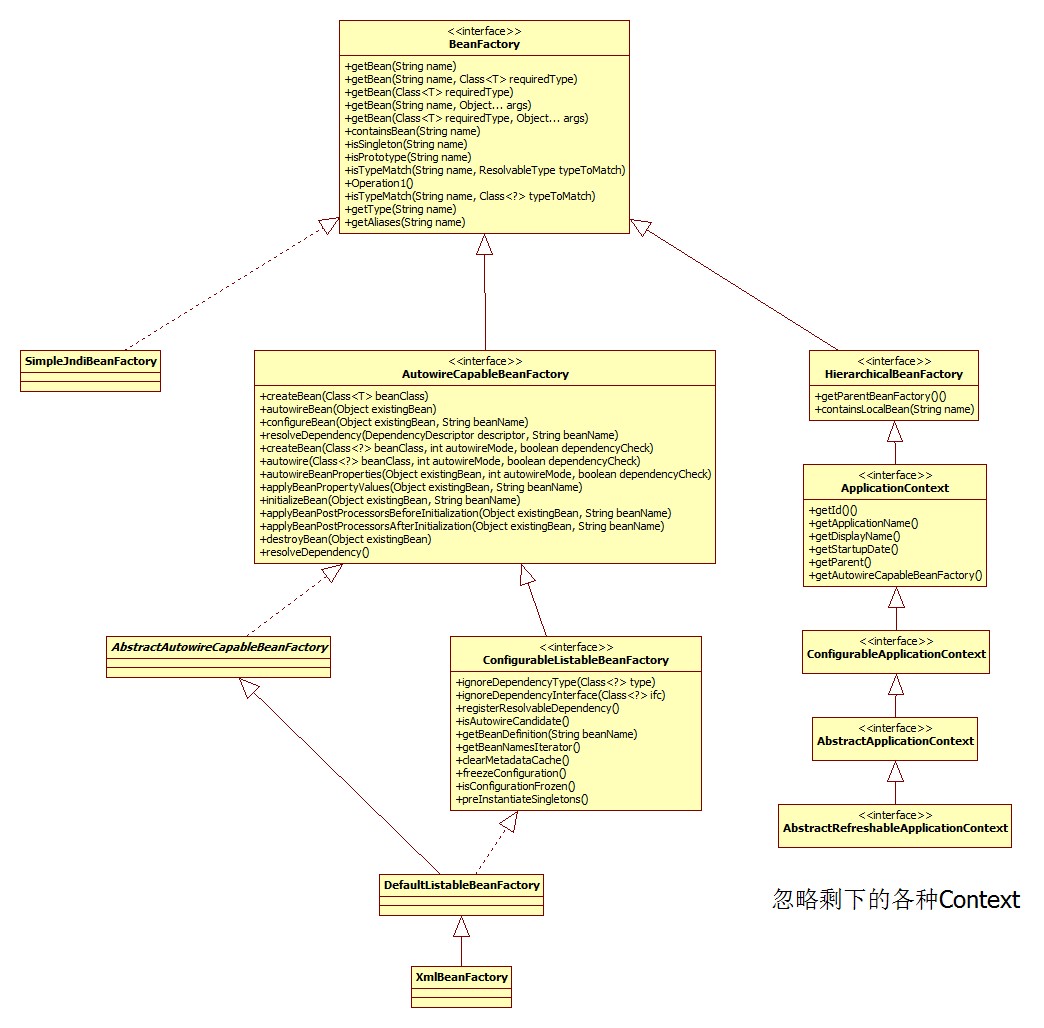 <<interface>>
BeanFactory
+getBean(String name)
+getBean(String name, Class<T> requiredType)
+getBean(Class<T> requiredType)
+getBean(String name, Object... args)
+getBean(Class<T> requiredType, Object... args)
+containsBean(String name)
+isSingleton(String name)
+isPrototype(String name)
+isTypeMatch(String name, ResolvableType typeToMatch)
+Operation1()
+isTypeMatch(String name, Class<?> typeToMatch)
+getType(String name)
+getAliases(String name)
SimpleJndiBeanFactory
<<interface>>
AutowireCapableBeanFactory
+createBean(Class<T> beanClass)
+autowireBean(Object existingBean)
+configureBean(Object existingBean, String beanName)
+resolveDependency(DependencyDescriptor descriptor, String beanName)
+createBean(Class<?> beanClass, int autowireMode, boolean dependencyCheck)
+autowire(Class<?> beanClass, int autowireMode, boolean dependencyCheck)
+autowireBeanProperties(Object existingBean, int autowireMode, boolean dependencyCheck)
+applyBeanPropertyValues(Object existingBean, String beanName)
+initializeBean(Object existingBean, String beanName)
+applyBeanPostProcessorsBeforeInitialization(Object existingBean, String beanName)
+applyBeanPostProcessorsAfterInitialization(Object existingBean, String beanName)
+destroyBean(Object existingBean)
+resolveDependency()
<<interface>>
HierarchicalBeanFactory
+getParentBeanFactory()()
+containsLocalBean(String name)
<<interface>>
ApplicationContext
+getId()()
+getApplicationName()
+getDisplayName()
+getStartupDate()
+getParent()
+getAutowireCapableBeanFactory()
AbstractAutowireCapableBeanFactory
<<interface>>
ConfigurableListableBeanFactory
+ignoreDependencyType(Class<?> type)
+ignoreDependencyInterface(Class<?> ifc)
+registerResolvableDependency()
+isAutowireCandidate()
+getBeanDefinition(String beanName)
+getBeanNamesIterator()
+clearMetadataCache()
+freezeConfiguration()
+isConfigurationFrozen()
+preInstantiateSingletons()
<<interface>>
ConfigurableApplicationContext
<<interface>>
AbstractApplicationContext
<<interface>>
AbstractRefreshableApplicationContext
DefaultListableBeanFactory
忽略剩下的各种Context
XmlBeanFactory